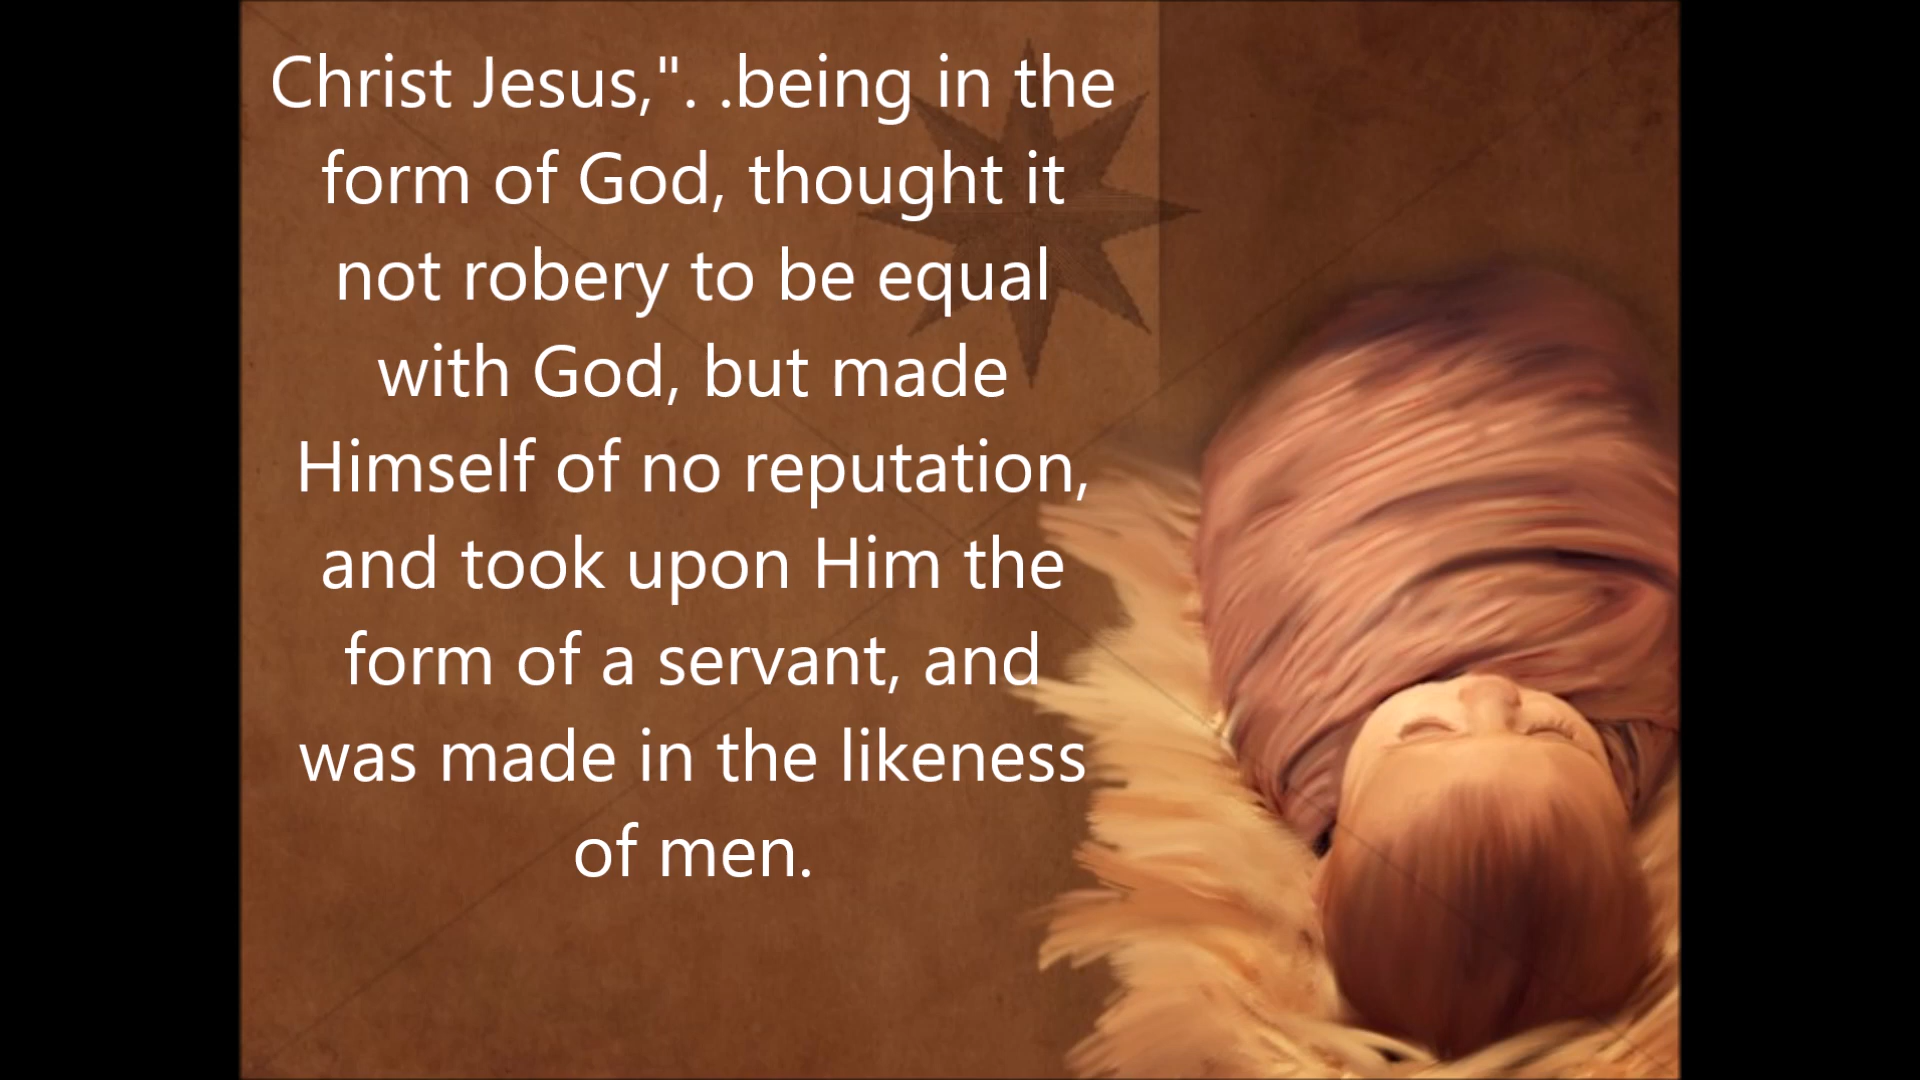 Christ Jesus,". .being in the
form of God, thought it
not robery to be equal
with God, but made
Himself of no reputation,
and took upon Him the
form of a servant, and
was made in the likeness
of men.